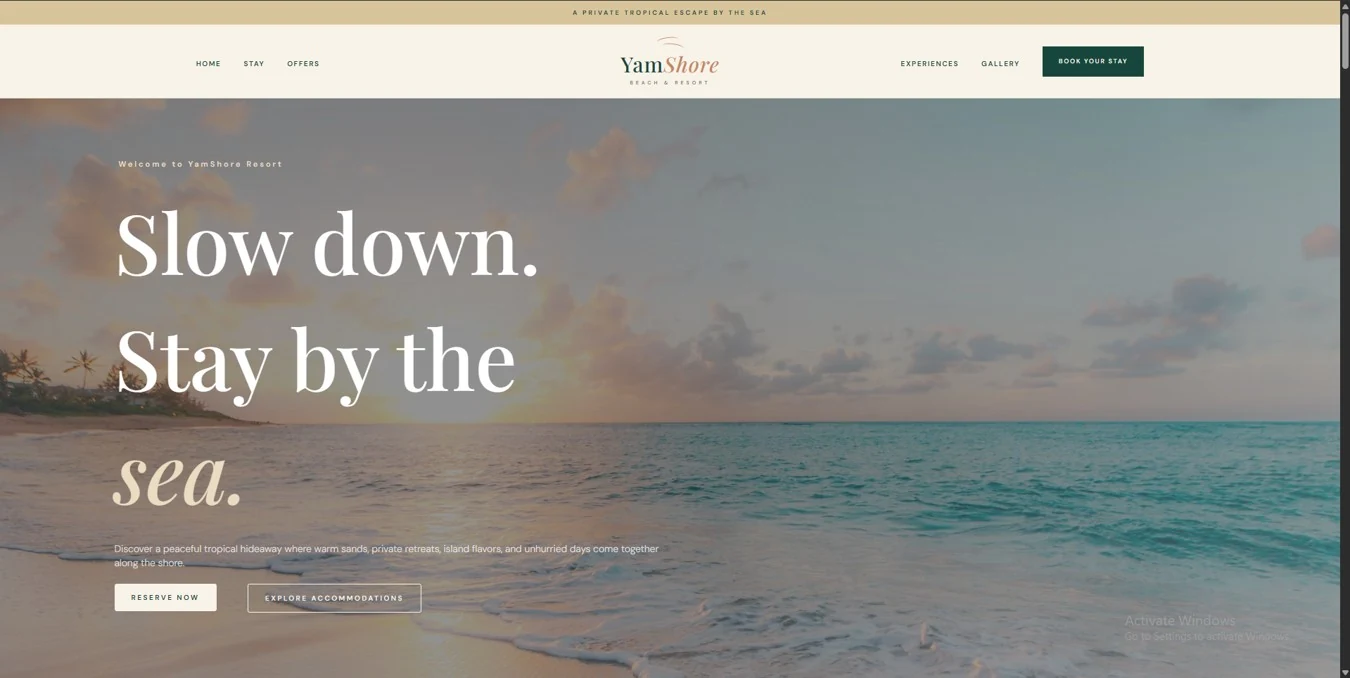 A PRIVATE TROPICAL ESCAPE BY THE SEA
HOME STAY OFFERS
YamShore
BEACH & RESORT
EXPERIENCES GALLERY BOOK YOUR STAY
Welcome to YamShore Resort
Slow down.
Stay by the
sea.
Discover a peaceful tropical hideaway where warm sands, private retreats, island flavors, and unhurried days come together
along the shore.
RESERVE NOW EXPLORE ACCOMMODATIONS
Activate Windows
Go to Settings to activate Windows.